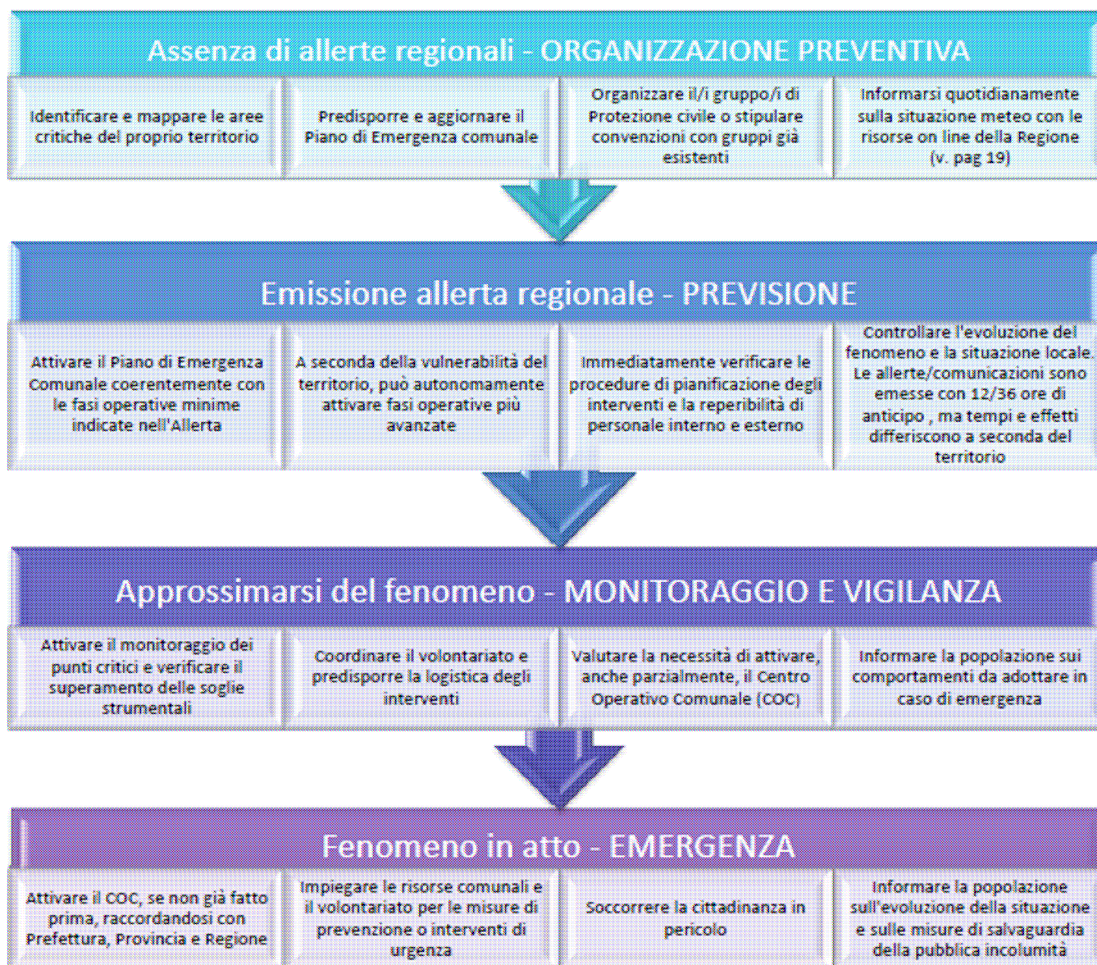 Assenza di allerte regionali - ORGANIZZAZIONE PREVENTIVA
Identificare e mappare le aree
critiche del proprio territorio
Predisporre e aggiornare il
Piano di Emergenza comunale
Organizzare il/i gruppo/i di
Protezione civile o stipulare
convenzioni con gruppi già
esistenti
Informarsi quotidianamente
sulla situazione meteo con le
risorse on line della Regione
(v. pag 19)
Emissione allerta regionale - PREVISIONE
Attivare il Piano di Emergenza
Comunale coerentemente con
le fasi operative minime
indicate nell'Allerta
A seconda della vulnerabilità del
territorio, può autonomamente
attivare fasi operative più
avanzate
Immediatamente verificare le
procedure di pianificazione degli
interventi e la reperibilità di
personale interno e esterno
Controllare l'evoluzione del
fenomeno e la situazione locale.
Le allerte/comunicazioni sono
emesse con 12/36 ore di
anticipo , ma tempi e effetti
differiscono a seconda del
territorio
Approssimarsi del fenomeno - MONITORAGGIO E VIGILANZA
Attivare il monitoraggio dei
punti critici e verificare il
superamento delle soglie
strumentali
Coordinare il volontariato e
predisporre la logistica degli
interventi
Valutare la necessità di attivare,
anche parzialmente, il Centro
Operativo Comunale (COC)
Informare la popolazione sui
comportamenti da adottare in
caso di emergenza
Fenomeno in atto - EMERGENZA
Attivare il COC, se non già fatto
prima, raccordandosi con
Prefettura, Provincia e Regione
Impiegare le risorse comunali e
il volontariato per le misure di
prevenzione o interventi di
urgenza
Soccorrere la cittadinanza in
pericolo
Informare la popolazione
sull'evoluzione della situazione
e sulle misure di salvaguardia
della pubblica incolumità